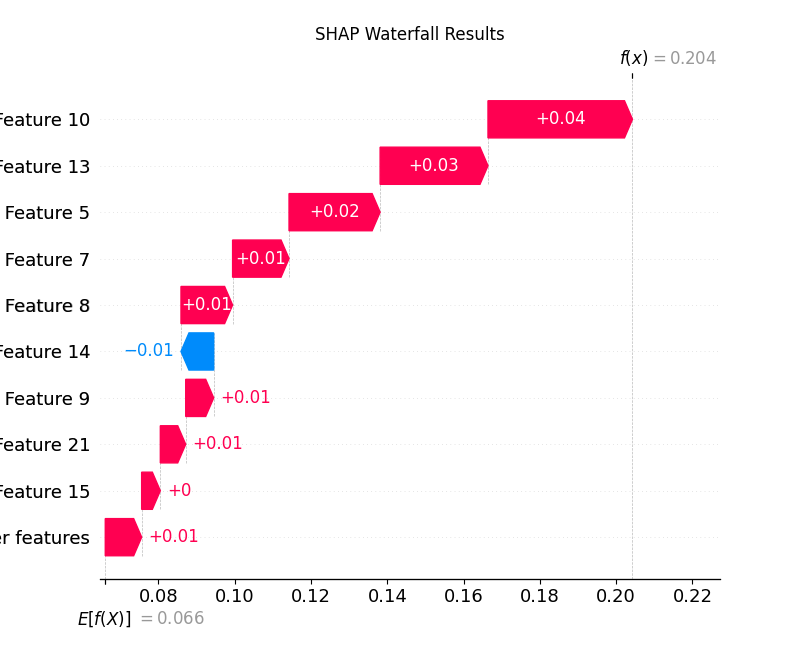 SHAP Waterfall Results
f(x) = 0.204
Feature 10
+0.04
Feature 13
+0.03
Feature 5
+0.02
Feature 7
+0.01
Feature 8
+0.01
Feature 14
−0.01
Feature 9
+0.01
Feature 21
+0.01
Feature 15
+0
features
+0.01
0.08 0.10 0.12 0.14 0.16 0.18 0.20 0.22
E[f(X)] = 0.066